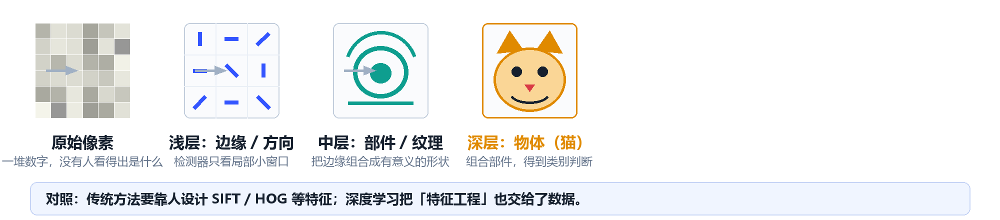 原始像素
浅层：边缘 / 方向
中层：部件 / 纹理
深层：物体（猫）
一堆数字，没有人看得出是什么
检测器只看局部小窗口
把边缘组合成有意义的形状
组合部件，得到类别判断
对照：传统方法要靠人设计 SIFT / HOG 等特征；深度学习把「特征工程」也交给了数据。